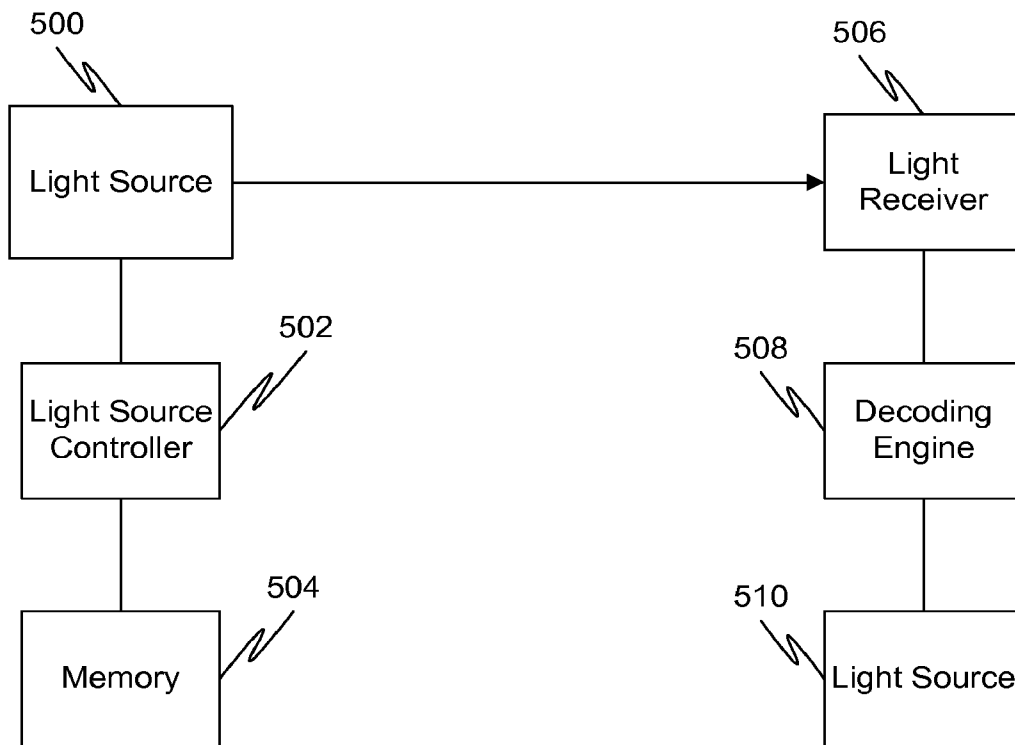 500
506
Light Source
Light
Receiver
502
508
Light Source
Controller
Decoding
Engine
504
510
Memory
Light Source